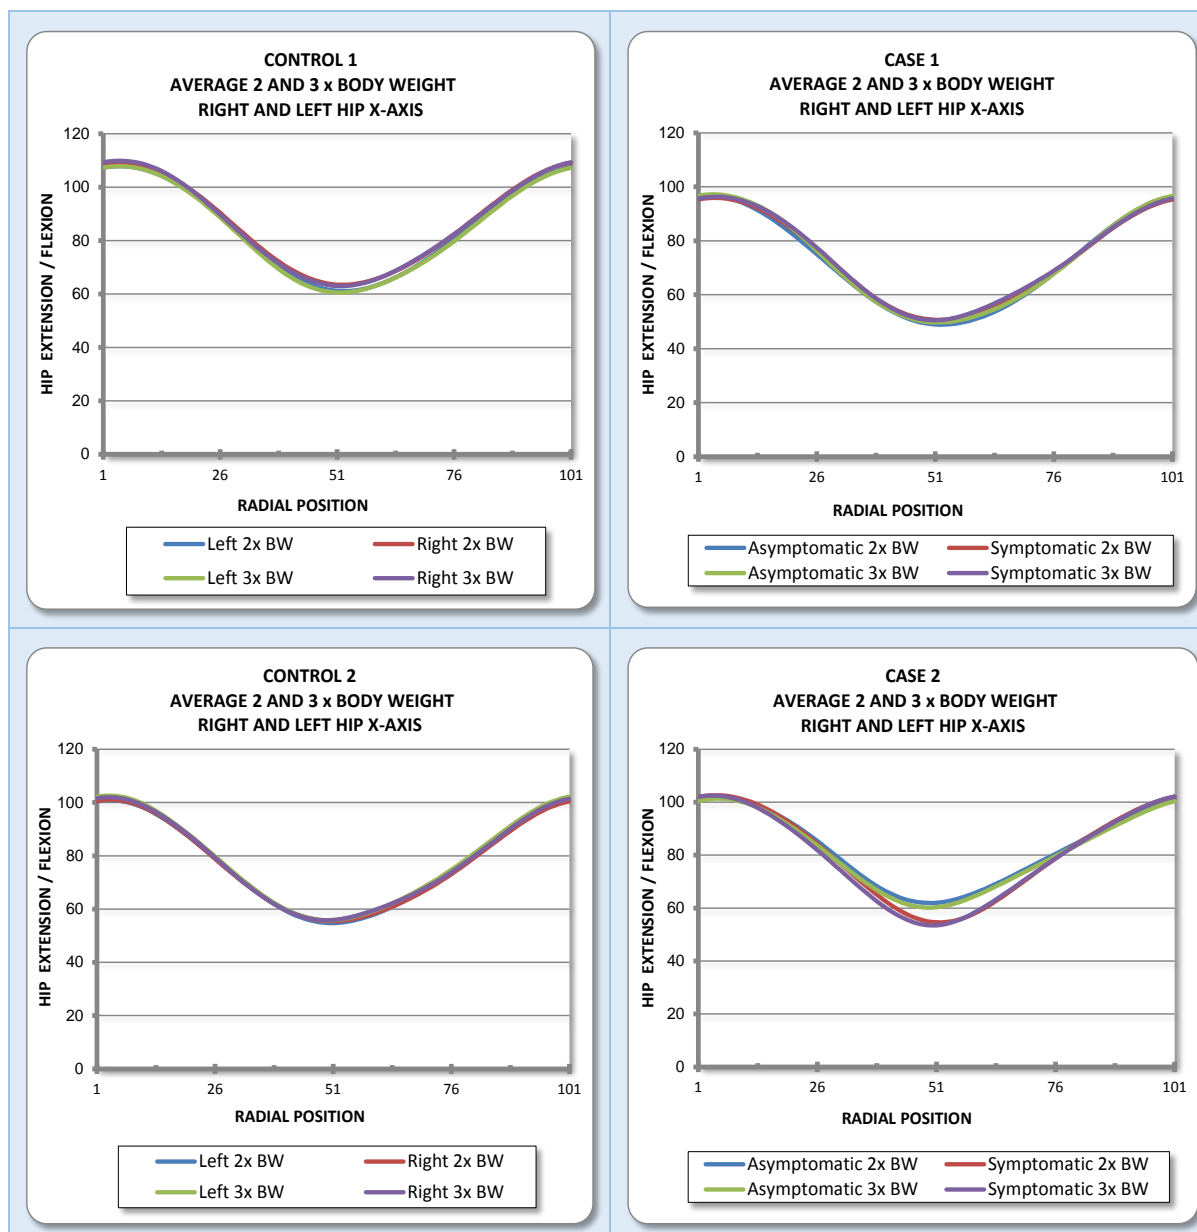 CONTROL 1
AVERAGE 2 AND 3 x BODY WEIGHT
RIGHT AND LEFT HIP X-AXIS
HIP EXTENSION / FLEXION
120
100
80
60
40
20
0
1 26 51 76 101
RADIAL POSITION
Left 2x BW Right 2x BW
Left 3x BW Right 3x BW
CASE 1
AVERAGE 2 AND 3 x BODY WEIGHT
RIGHT AND LEFT HIP X-AXIS
HIP EXTENSION / FLEXION
120
100
80
60
40
20
0
1 26 51 76 101
RADIAL POSITION
Asymptomatic 2x BW Symptomatic 2x BW
Asymptomatic 3x BW Symptomatic 3x BW
CONTROL 2
AVERAGE 2 AND 3 x BODY WEIGHT
RIGHT AND LEFT HIP X-AXIS
HIP EXTENSION / FLEXION
120
100
80
60
40
20
0
1 26 51 76 101
RADIAL POSITION
Left 2x BW Right 2x BW
Left 3x BW Right 3x BW
CASE 2
AVERAGE 2 AND 3 x BODY WEIGHT
RIGHT AND LEFT HIP X-AXIS
HIP EXTENSION / FLEXION
120
100
80
60
40
20
0
1 26 51 76 101
RADIAL POSITION
Asymptomatic 2x BW Symptomatic 2x BW
Asymptomatic 3x BW Symptomatic 3x BW